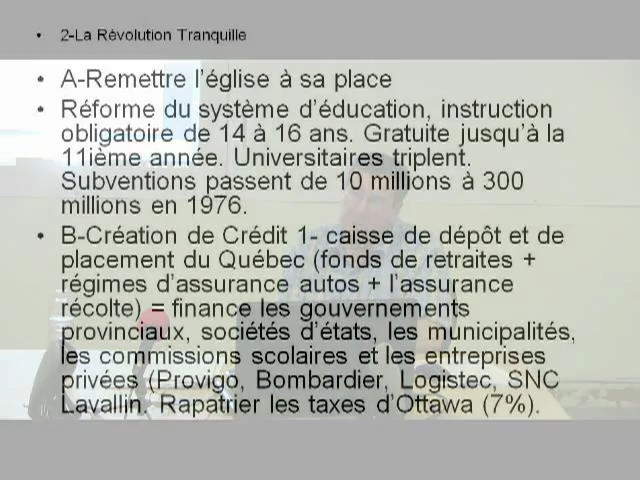 • 2-La Révolution Tranquille
• A-Remettre l'église à sa place
• Réforme du système d'éducation, instruction
obligatoire de 14 à 16 ans. Gratuite jusqu'à la
11ième année. Universitaires triplent.
Subventions passent de 10 millions à 300
millions en 1976.
• B-Création de Crédit 1- caisse de dépôt et de
placement du Québec (fonds de retraites +
régimes d'assurance autos + l'assurance
récolte) = finance les gouvernements
provinciaux, sociétés d'états, les municipalités,
les commissions scolaires et les entreprises
privées (Provigo, Bombardier, Logistec, SNC
Lavallin. Rapatrier les taxes d'Ottawa (7%).